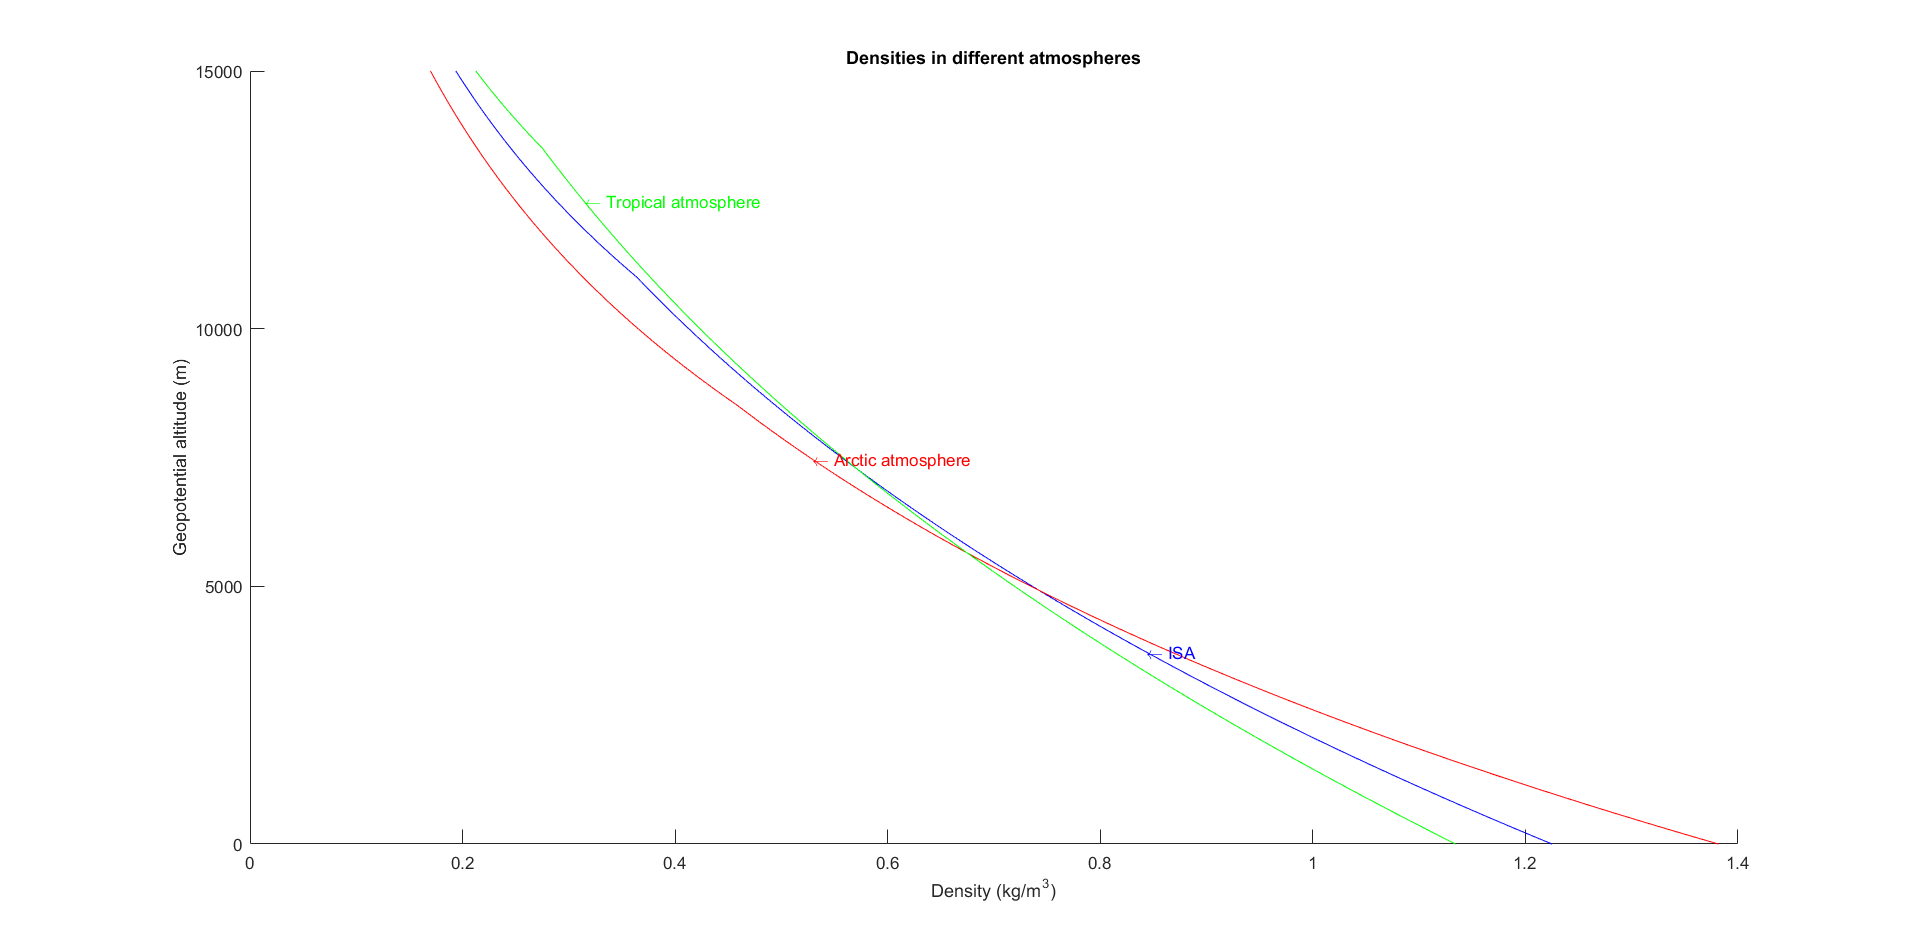 Densities in different atmospheres
15000
← Tropical atmosphere
10000
Geopotential altitude (m)
← Arctic atmosphere
5000
← ISA
0
0 0.2 0.4 0.6 0.8 1 1.2 1.4
Density (kg/m³)